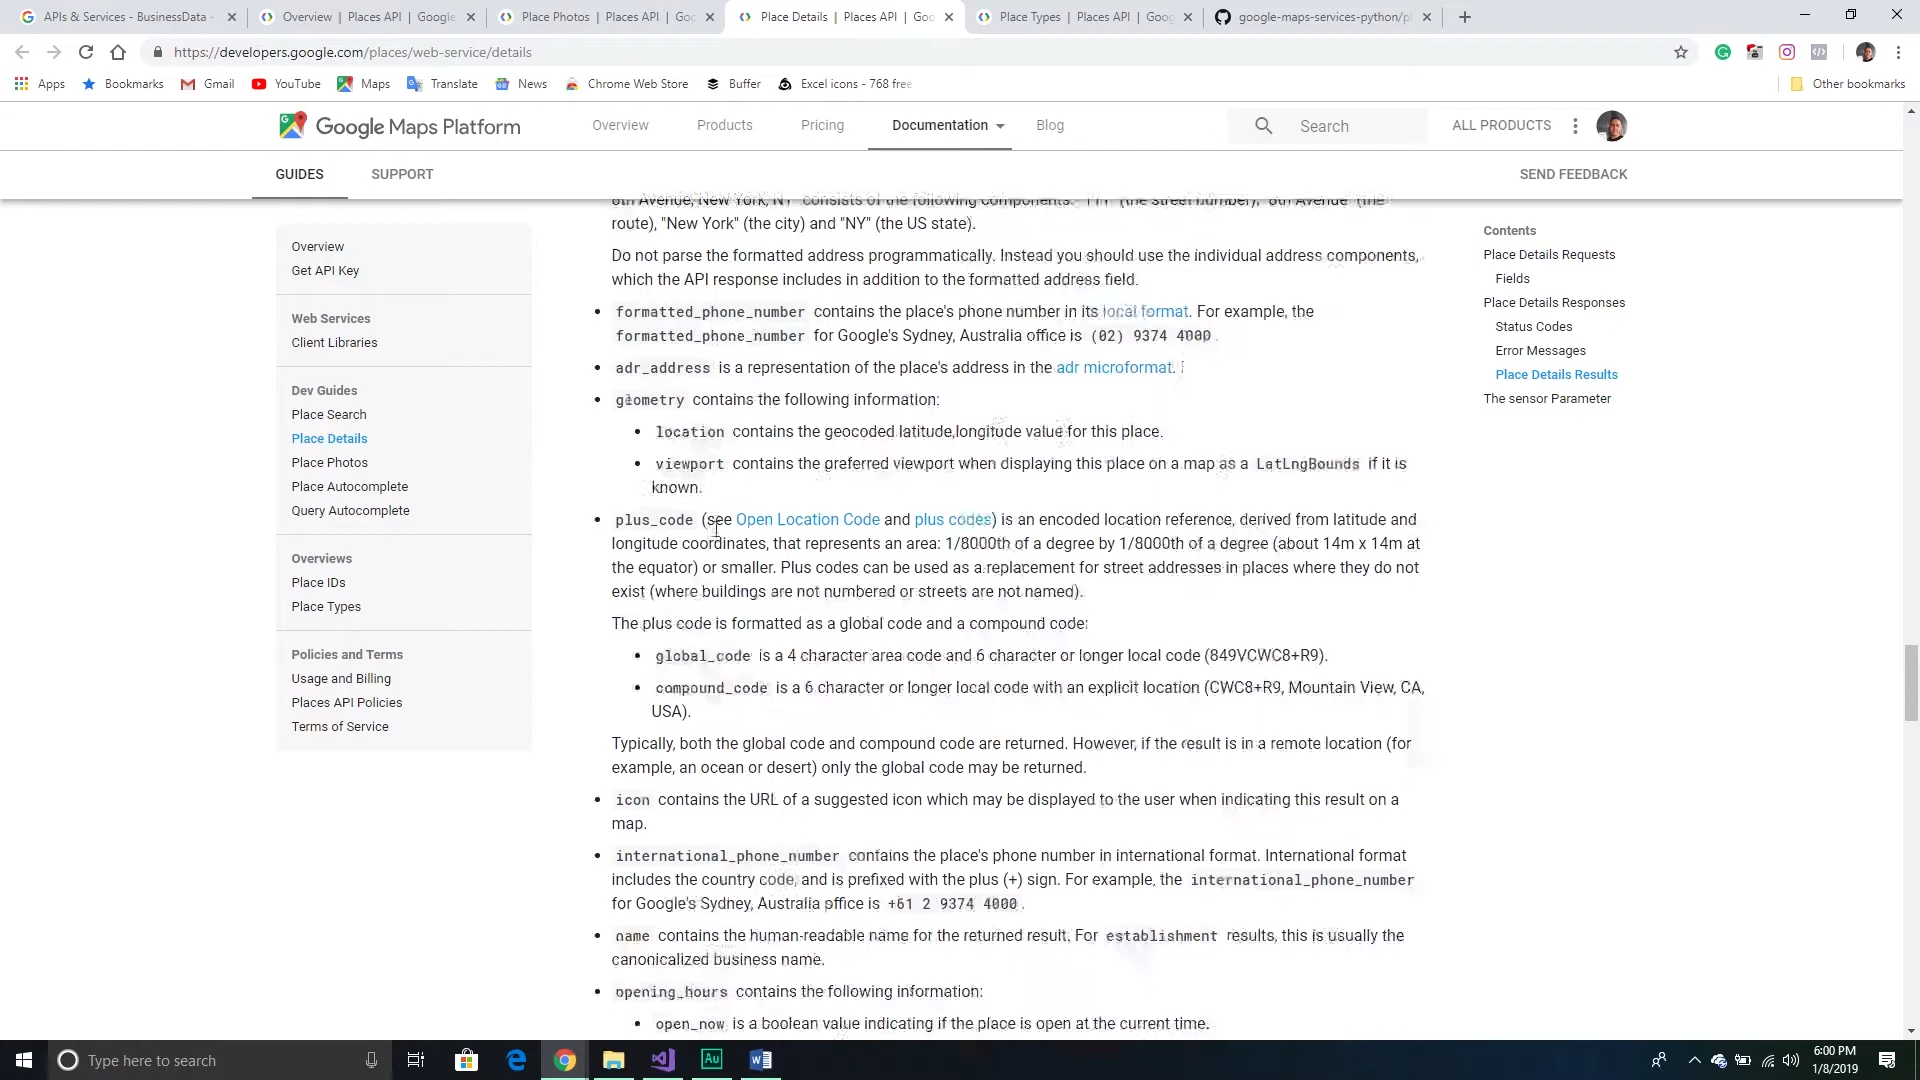 APIs & Services - BusinessData -
Overview | Places API | Google
Place Photos | Places API | Goo
Place Details | Places API | Goo
Place Types | Places API | Goog
google-maps-services-python/pl
https://developers.google.com/places/web-service/details
Apps
Bookmarks
Gmail
YouTube
Maps
Translate
News
Chrome Web Store
Buffer
Excel icons - 768 free
Other bookmarks
Google Maps Platform
Overview
Products
Pricing
Documentation
Blog
Search
ALL PRODUCTS
GUIDES
SUPPORT
SEND FEEDBACK
Overview
Get API Key
Web Services
Client Libraries
Dev Guides
Place Search
Place Details
Place Photos
Place Autocomplete
Query Autocomplete
Overviews
Place IDs
Place Types
Policies and Terms
Usage and Billing
Places API Policies
Terms of Service
8th Avenue, New York, NY" consists of the following components: "111" (the street number), "8th Avenue" (the
route), "New York" (the city) and "NY" (the US state).
Do not parse the formatted address programmatically. Instead you should use the individual address components,
which the API response includes in addition to the formatted address field.
formatted_phone_number contains the place's phone number in its local format. For example, the
formatted_phone_number for Google's Sydney, Australia office is (02) 9374 4000 .
adr_address is a representation of the place's address in the adr microformat.
geometry contains the following information:
location contains the geocoded latitude,longitude value for this place.
viewport contains the preferred viewport when displaying this place on a map as a LatLngBounds if it is
known.
plus_code (see Open Location Code and plus codes) is an encoded location reference, derived from latitude and
longitude coordinates, that represents an area: 1/8000th of a degree by 1/8000th of a degree (about 14m x 14m at
the equator) or smaller. Plus codes can be used as a replacement for street addresses in places where they do not
exist (where buildings are not numbered or streets are not named).
The plus code is formatted as a global code and a compound code:
global_code is a 4 character area code and 6 character or longer local code (849VCWC8+R9).
compound_code is a 6 character or longer local code with an explicit location (CWC8+R9, Mountain View, CA,
USA).
Typically, both the global code and compound code are returned. However, if the result is in a remote location (for
example, an ocean or desert) only the global code may be returned.
icon contains the URL of a suggested icon which may be displayed to the user when indicating this result on a
map.
international_phone_number contains the place's phone number in international format. International format
includes the country code, and is prefixed with the plus (+) sign. For example, the international_phone_number
for Google's Sydney, Australia office is +61 2 9374 4000 .
name contains the human-readable name for the returned result. For establishment results, this is usually the
canonicalized business name.
opening_hours contains the following information:
open_now is a boolean value indicating if the place is open at the current time.
Contents
Place Details Requests
Fields
Place Details Responses
Status Codes
Error Messages
Place Details Results
The sensor Parameter
Type here to search
Au
6:00 PM
1/8/2019